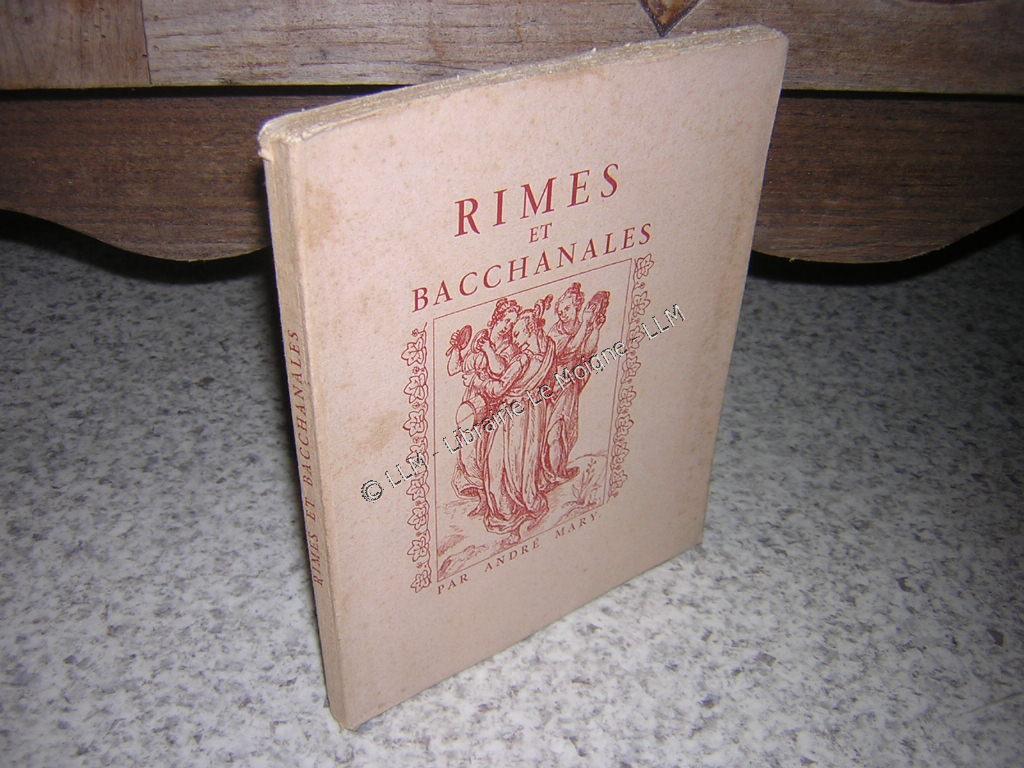 RIMES
ET
BACCHANALES
PAR ANDRÉ MARY.
RIMES ET BACCHANALES
© LLM - Librairie Le Moigne - LLM